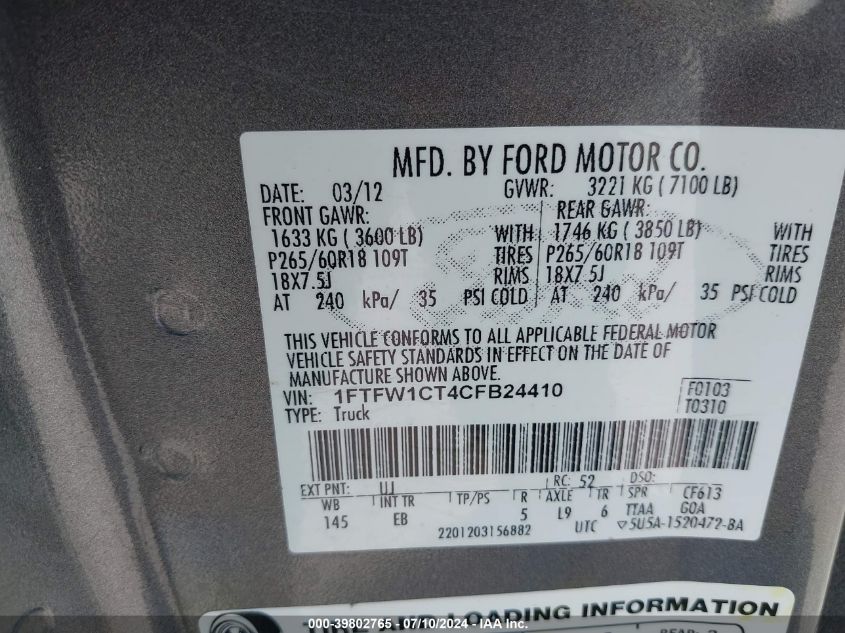 MFD. BY FORD MOTOR CO.
DATE: 03/12 GVWR: 3221 KG ( 7100 LB)
FRONT GAWR: REAR GAWR:
1633 KG ( 3600 LB) WITH 1746 KG ( 3850 LB) WITH
P265/60R18 109T TIRES P265/60R18 109T TIRES
18X7.5J RIMS 18X7.5J RIMS
AT 240 kPa/ 35 PSI COLD AT 240 kPa/ 35 PSI COLD
THIS VEHICLE CONFORMS TO ALL APPLICABLE FEDERAL MOTOR
VEHICLE SAFETY STANDARDS IN EFFECT ON THE DATE OF
MANUFACTURE SHOWN ABOVE.
VIN: 1FTFW1CT4CFB24410 F0103
TYPE: Truck T0310
EXT PNT: UJ RC: 52 DSO:
WB INT TR TP/PS R AXLE TR SPR CF613
145 EB 5 L9 6 TTAA GOA
2201203156882 UTC 5U5A-1520472-BA
TIRE AND LOADING INFORMATION
000-39802765 - 07/10/2024 - IAA Inc.